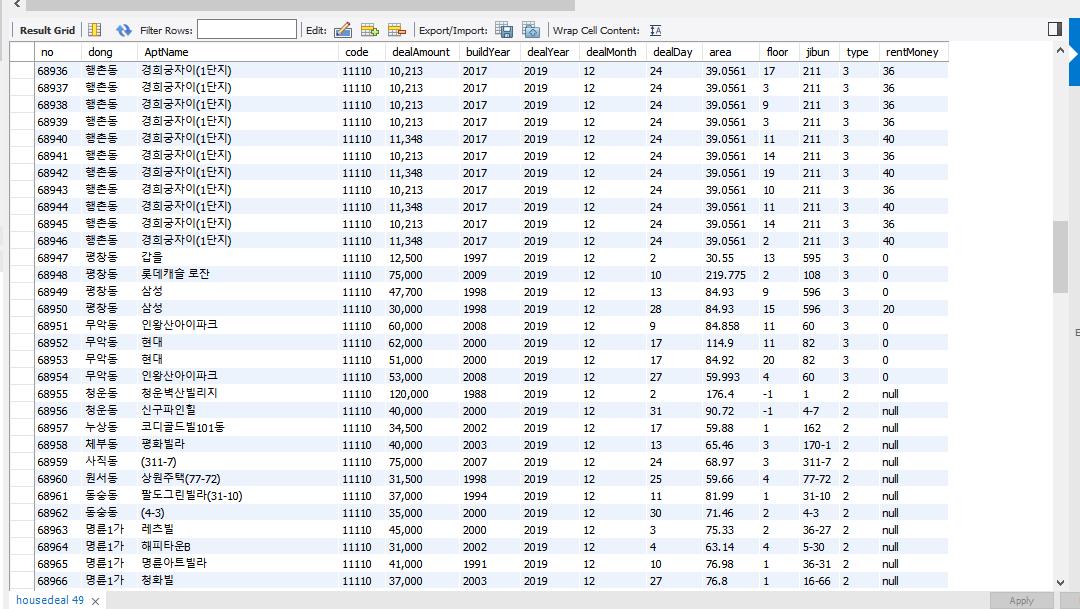 Result Grid Filter Rows: Edit: Export/Import: Wrap Cell Content:
no dong AptName code dealAmount buildYear dealYear dealMonth dealDay area floor jibun type rentMoney
68936 행촌동 경희궁자이(1단지) 11110 10,213 2017 2019 12 24 39.0561 17 211 3 36
68937 행촌동 경희궁자이(1단지) 11110 10,213 2017 2019 12 24 39.0561 3 211 3 36
68938 행촌동 경희궁자이(1단지) 11110 10,213 2017 2019 12 24 39.0561 9 211 3 36
68939 행촌동 경희궁자이(1단지) 11110 10,213 2017 2019 12 24 39.0561 3 211 3 36
68940 행촌동 경희궁자이(1단지) 11110 11,348 2017 2019 12 24 39.0561 11 211 3 40
68941 행촌동 경희궁자이(1단지) 11110 10,213 2017 2019 12 24 39.0561 14 211 3 36
68942 행촌동 경희궁자이(1단지) 11110 11,348 2017 2019 12 24 39.0561 19 211 3 40
68943 행촌동 경희궁자이(1단지) 11110 10,213 2017 2019 12 24 39.0561 10 211 3 36
68944 행촌동 경희궁자이(1단지) 11110 11,348 2017 2019 12 24 39.0561 11 211 3 40
68945 행촌동 경희궁자이(1단지) 11110 10,213 2017 2019 12 24 39.0561 14 211 3 36
68946 행촌동 경희궁자이(1단지) 11110 11,348 2017 2019 12 24 39.0561 2 211 3 40
68947 평창동 갑을 11110 12,500 1997 2019 12 2 30.55 13 595 3 0
68948 평창동 롯데캐슬 로잔 11110 75,000 2009 2019 12 10 219.775 2 108 3 0
68949 평창동 삼성 11110 47,700 1998 2019 12 13 84.93 9 596 3 0
68950 평창동 삼성 11110 30,000 1998 2019 12 28 84.93 15 596 3 20
68951 무악동 인왕산아이파크 11110 60,000 2008 2019 12 9 84.858 11 60 3 0
68952 무악동 현대 11110 62,000 2000 2019 12 17 114.9 11 82 3 0
68953 무악동 현대 11110 51,000 2000 2019 12 17 84.92 20 82 3 0
68954 무악동 인왕산아이파크 11110 53,000 2008 2019 12 27 59.993 4 60 3 0
68955 청운동 청운벽산빌리지 11110 120,000 1988 2019 12 2 176.4 -1 1 2 null
68956 청운동 신구파인힐 11110 40,000 2000 2019 12 31 90.72 -1 4-7 2 null
68957 누상동 코디골드빌101동 11110 34,500 2002 2019 12 17 59.88 1 162 2 null
68958 체부동 평화빌라 11110 40,000 2003 2019 12 13 65.46 3 170-1 2 null
68959 사직동 (311-7) 11110 75,000 2007 2019 12 24 68.97 3 311-7 2 null
68960 원서동 상원주택(77-72) 11110 31,500 1998 2019 12 25 59.66 4 77-72 2 null
68961 동숭동 팔도그린빌라(31-10) 11110 37,000 1994 2019 12 11 81.99 1 31-10 2 null
68962 동숭동 (4-3) 11110 35,000 2000 2019 12 30 71.46 2 4-3 2 null
68963 명륜1가 레츠빌 11110 45,000 2000 2019 12 3 75.33 2 36-27 2 null
68964 명륜1가 해피타운B 11110 31,000 2002 2019 12 4 63.14 4 5-30 2 null
68965 명륜1가 명륜아트빌라 11110 41,000 1991 2019 12 10 76.98 1 36-31 2 null
68966 명륜1가 청화빌 11110 37,000 2003 2019 12 27 76.8 1 16-66 2 null
housedeal 49 Apply